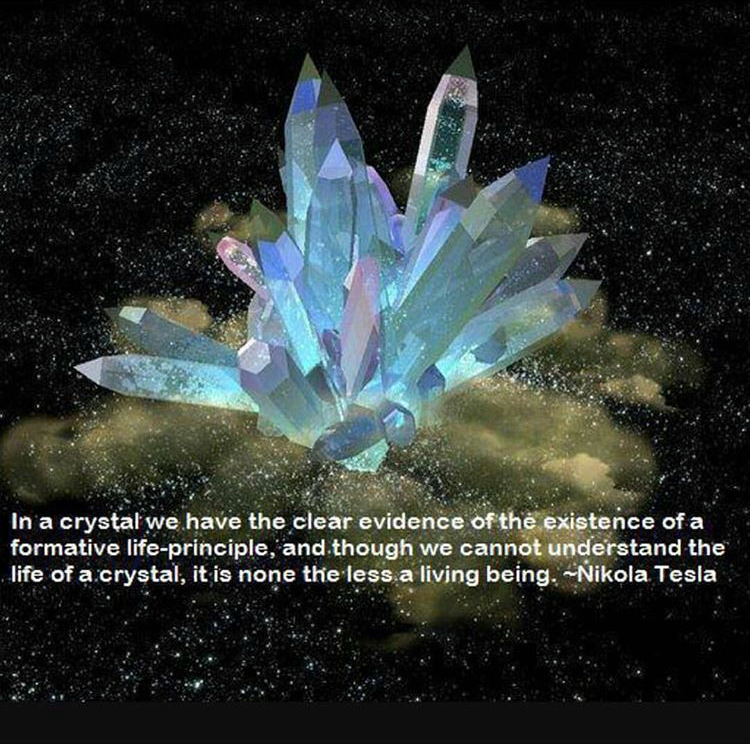 In a crystal we have the clear evidence of the existence of a
formative life-principle, and though we cannot understand the
life of a crystal, it is none the less a living being. ~Nikola Tesla